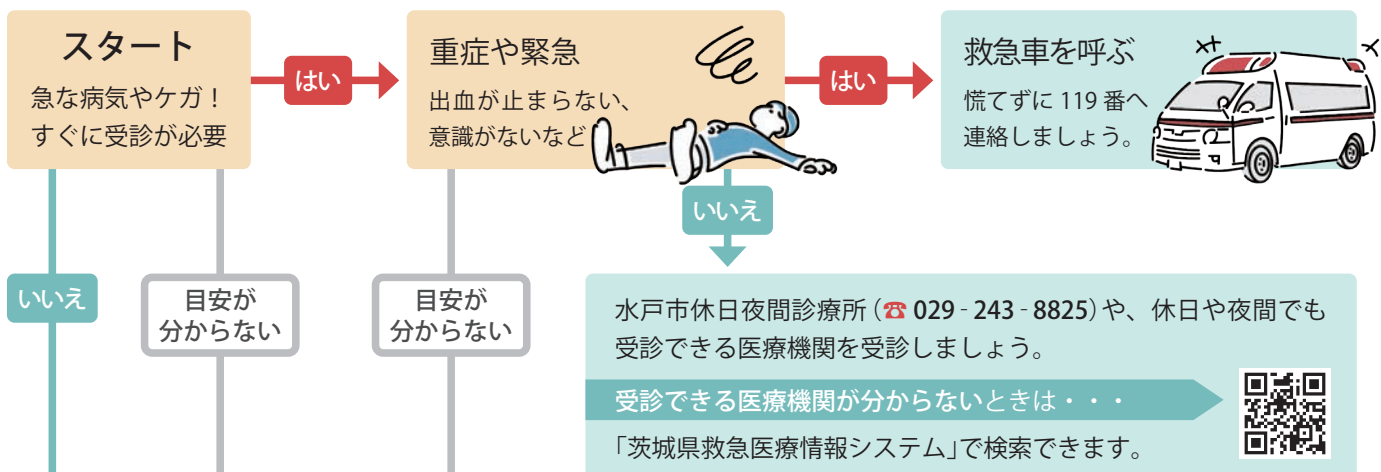 スタート
急な病気やケガ！
すぐに受診が必要
はい
重症や緊急
出血が止まらない、
意識がないなど
はい
救急車を呼ぶ
慌てずに 119 番へ
連絡しましょう。
いいえ
いいえ
目安が
分からない
目安が
分からない
水戸市休日夜間診療所（☎ 029 - 243 - 8825）や、休日や夜間でも
受診できる医療機関を受診しましょう。
受診できる医療機関が分からないときは・・・
「茨城県救急医療情報システム」で検索できます。